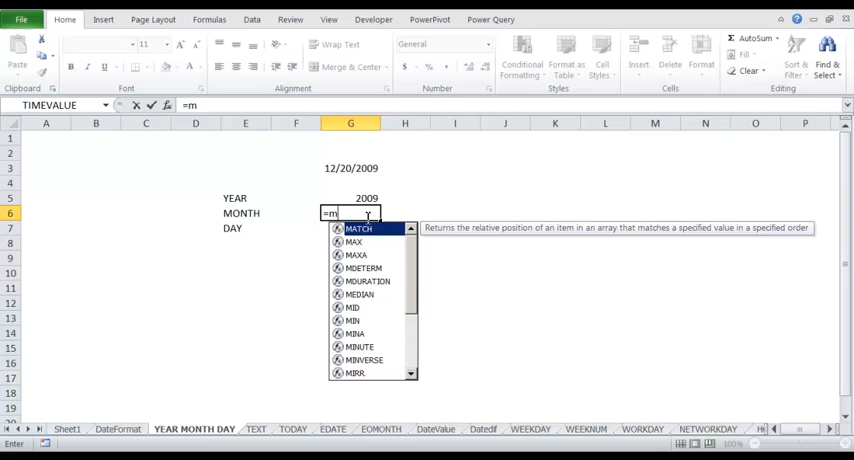 File Home Insert Page Layout Formulas Data Review View Developer PowerPivot Power Query
Paste 11 Wrap Text General Conditional Formatting Format as Table Cell Styles Insert Delete Format AutoSum Fill Clear Sort & Filter Find & Select
B I U A Merge & Center $ % ,
Clipboard Font Alignment Number Styles Cells Editing
TIMEVALUE fx =m
A B C D E F G H I J K L M N O P
1
2
3 12/20/2009
4
5 YEAR 2009
6 MONTH =m
7 DAY MATCH Returns the relative position of an item in an array that matches a specified value in a specified order
8 MAX
9 MAXA
10 MDETERM
11 MDURATION
12 MEDIAN
MID
13 MIN
14 MINA
15 MINUTE
16 MINVERSE
17 MIRR
18
19
20
Sheet1 DateFormat YEAR MONTH DAY TEXT TODAY EDATE EOMONTH DateValue Datedif WEEKDAY WEEKNUM WORKDAY NETWORKDAY
Enter 100%